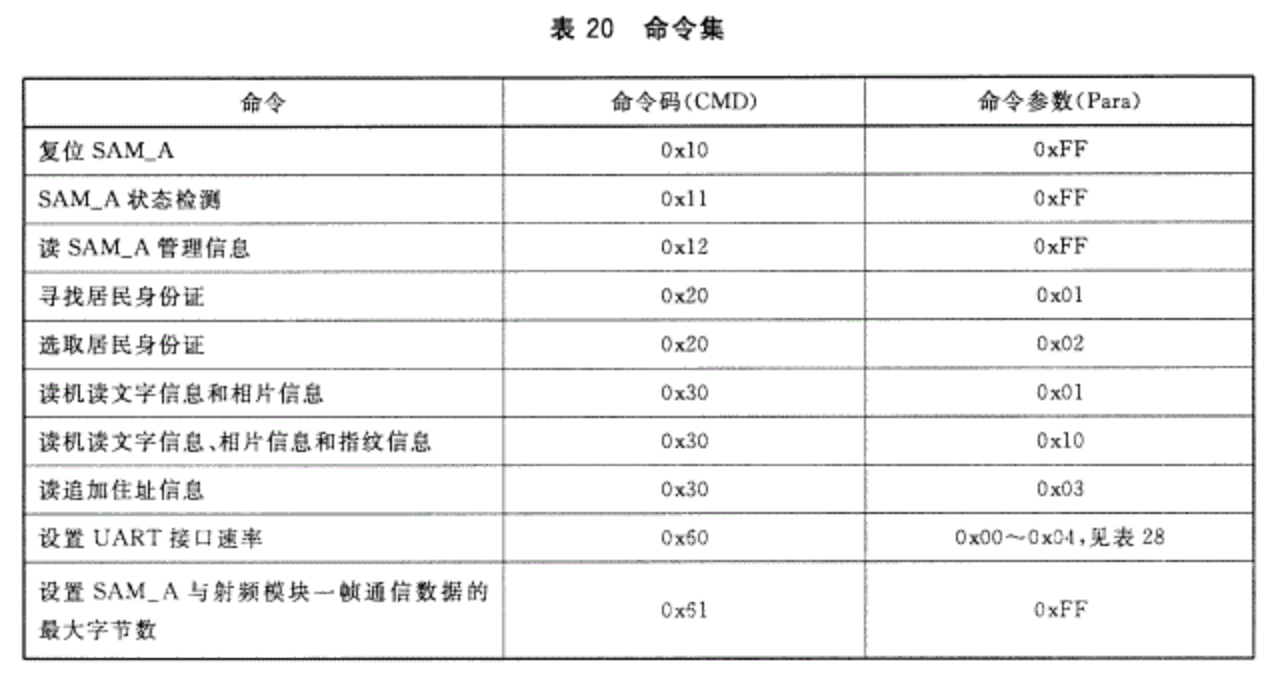 表 20 命令集
命令 命令码(CMD) 命令参数(Para)
复位 SAM_A 0x10 0xFF
SAM_A 状态检测 0x11 0xFF
读 SAM_A 管理信息 0x12 0xFF
寻找居民身份证 0x20 0x01
选取居民身份证 0x20 0x02
读机读文字信息和相片信息 0x30 0x01
读机读文字信息、相片信息和指纹信息 0x30 0x10
读追加住址信息 0x30 0x03
设置 UART 接口速率 0x60 0x00～0x04,见表 28
设置 SAM_A 与射频模块一帧通信数据的
最大字节数 0x61 0xFF